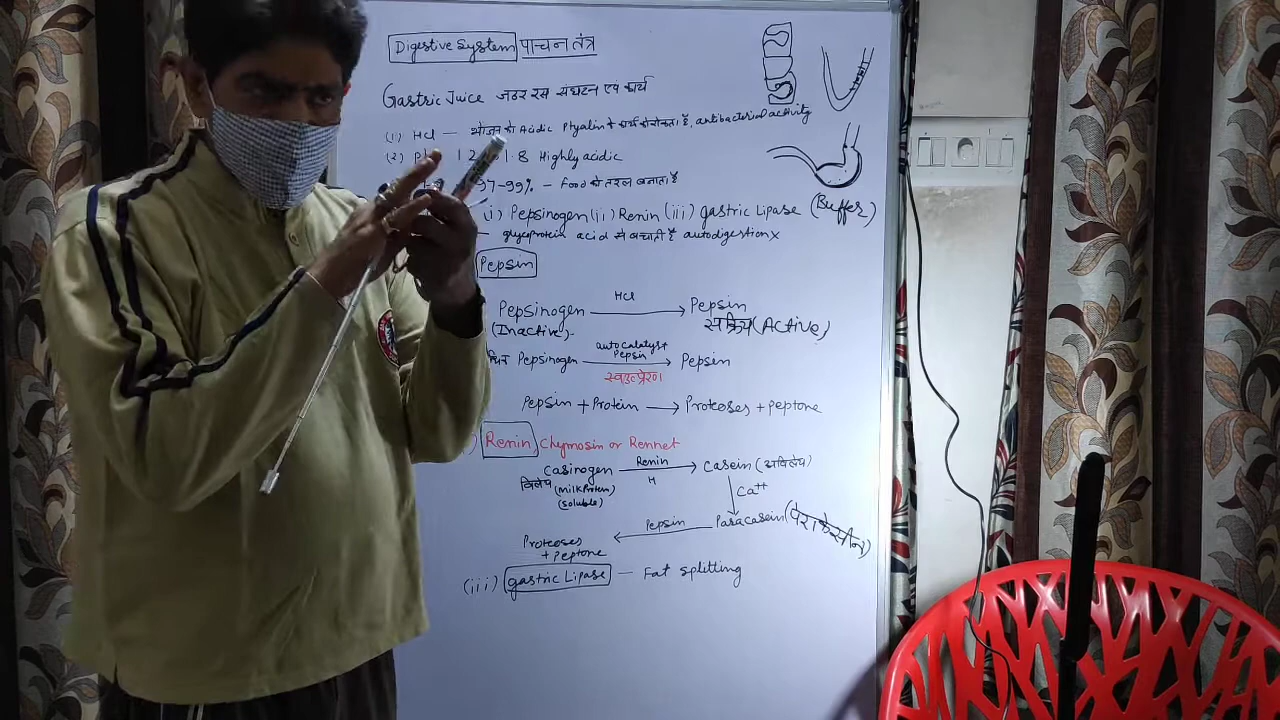 Digestive System पाचन तंत्र
Gastric Juice जठर रस संघटन एवं कार्य
(1) Hcl — भोजन को Acidic Ptyalin के कार्य को रोकता है, antibacterial activity
(2) 1.8 Highly acidic
97-99% — Food को तरल बनाता है
(i) Pepsinogen (ii) Renin (iii) gastric Lipase (Buffer)
— glycoprotein acid से बचाती है autodigestion x
Pepsin
Pepsinogen HCl → Pepsin
(Inactive) सक्रिय (Active)
Pepsinogen autocatalyst Pepsin → Pepsin
स्वउत्प्रेरण
Pepsin + Protein → Proteoses + peptone
Renin, Chymosin or Rennet
Casinogen Renin → Casein (अविलेय)
विलेय (Milk Protein) H
(Soluble) Ca++
Proteoses + Peptone ← Pepsin — Paracasein (पैराकेसीन)
(iii) gastric Lipase — Fat splitting